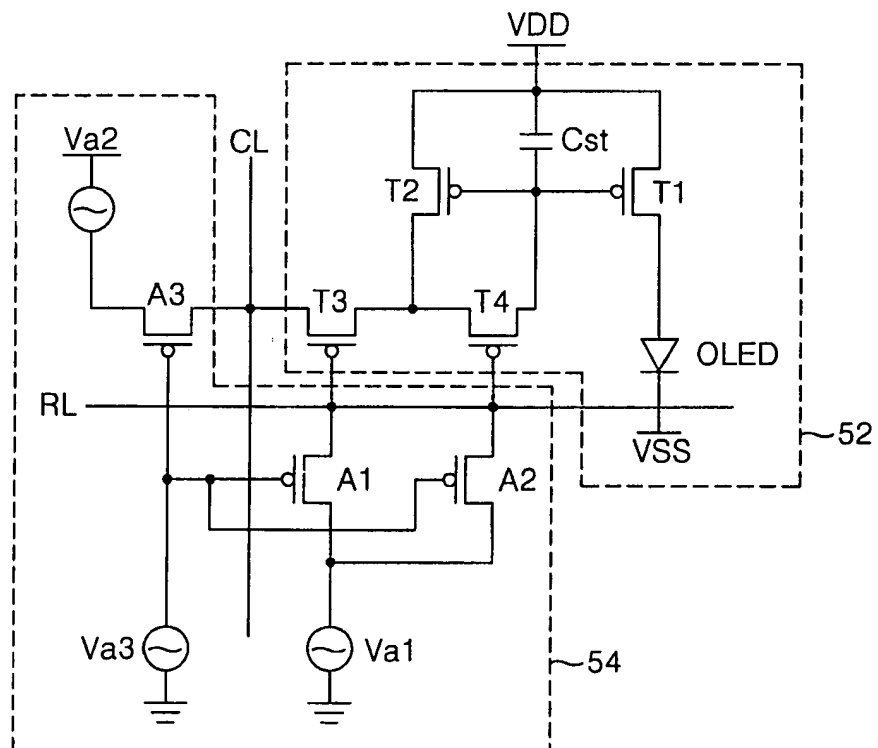 VDD
Va2
CL
Cst
T2
T1
A3
T3
T4
OLED
RL
VSS
52
A1
A2
Va3
Va1
54